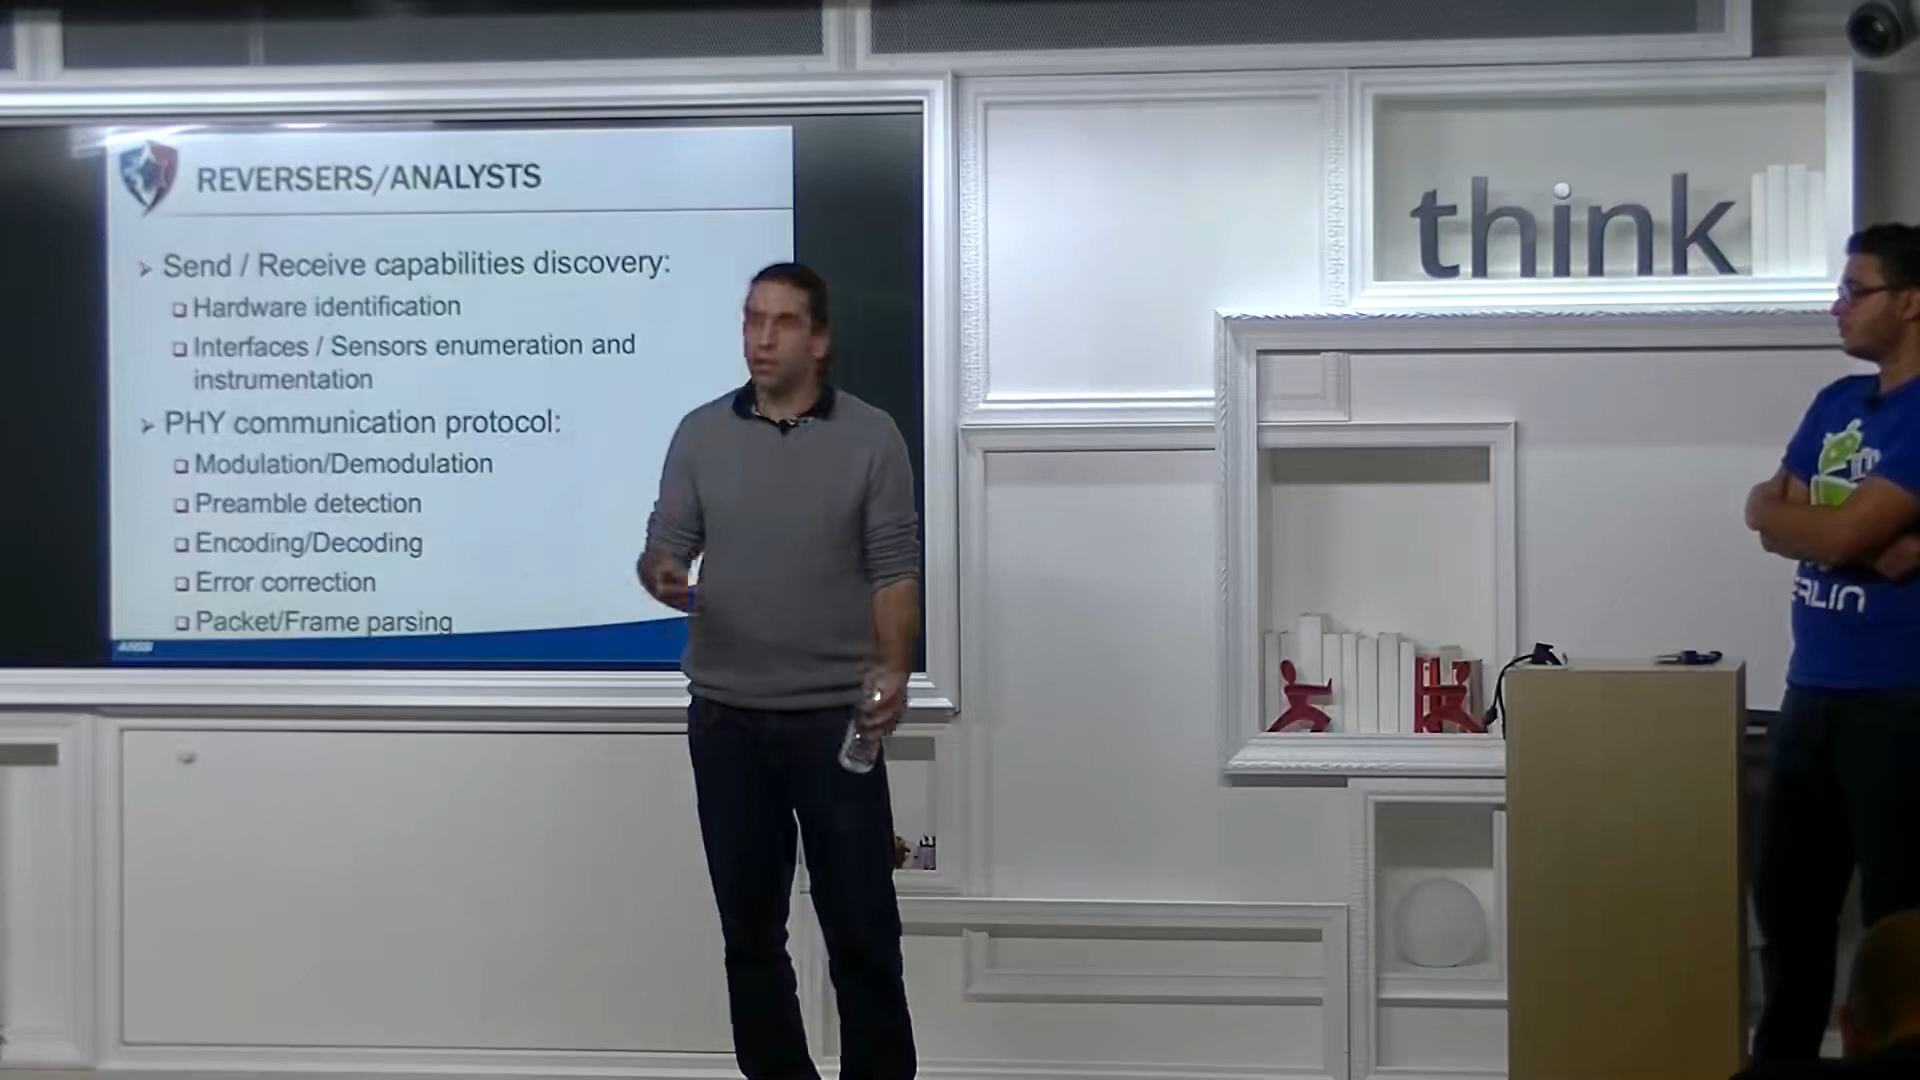 REVERSERS/ANALYSTS
Send / Receive capabilities discovery:
Hardware identification
Interfaces / Sensors enumeration and
instrumentation
PHY communication protocol:
Modulation/Demodulation
Preamble detection
Encoding/Decoding
Error correction
Packet/Frame parsing
think